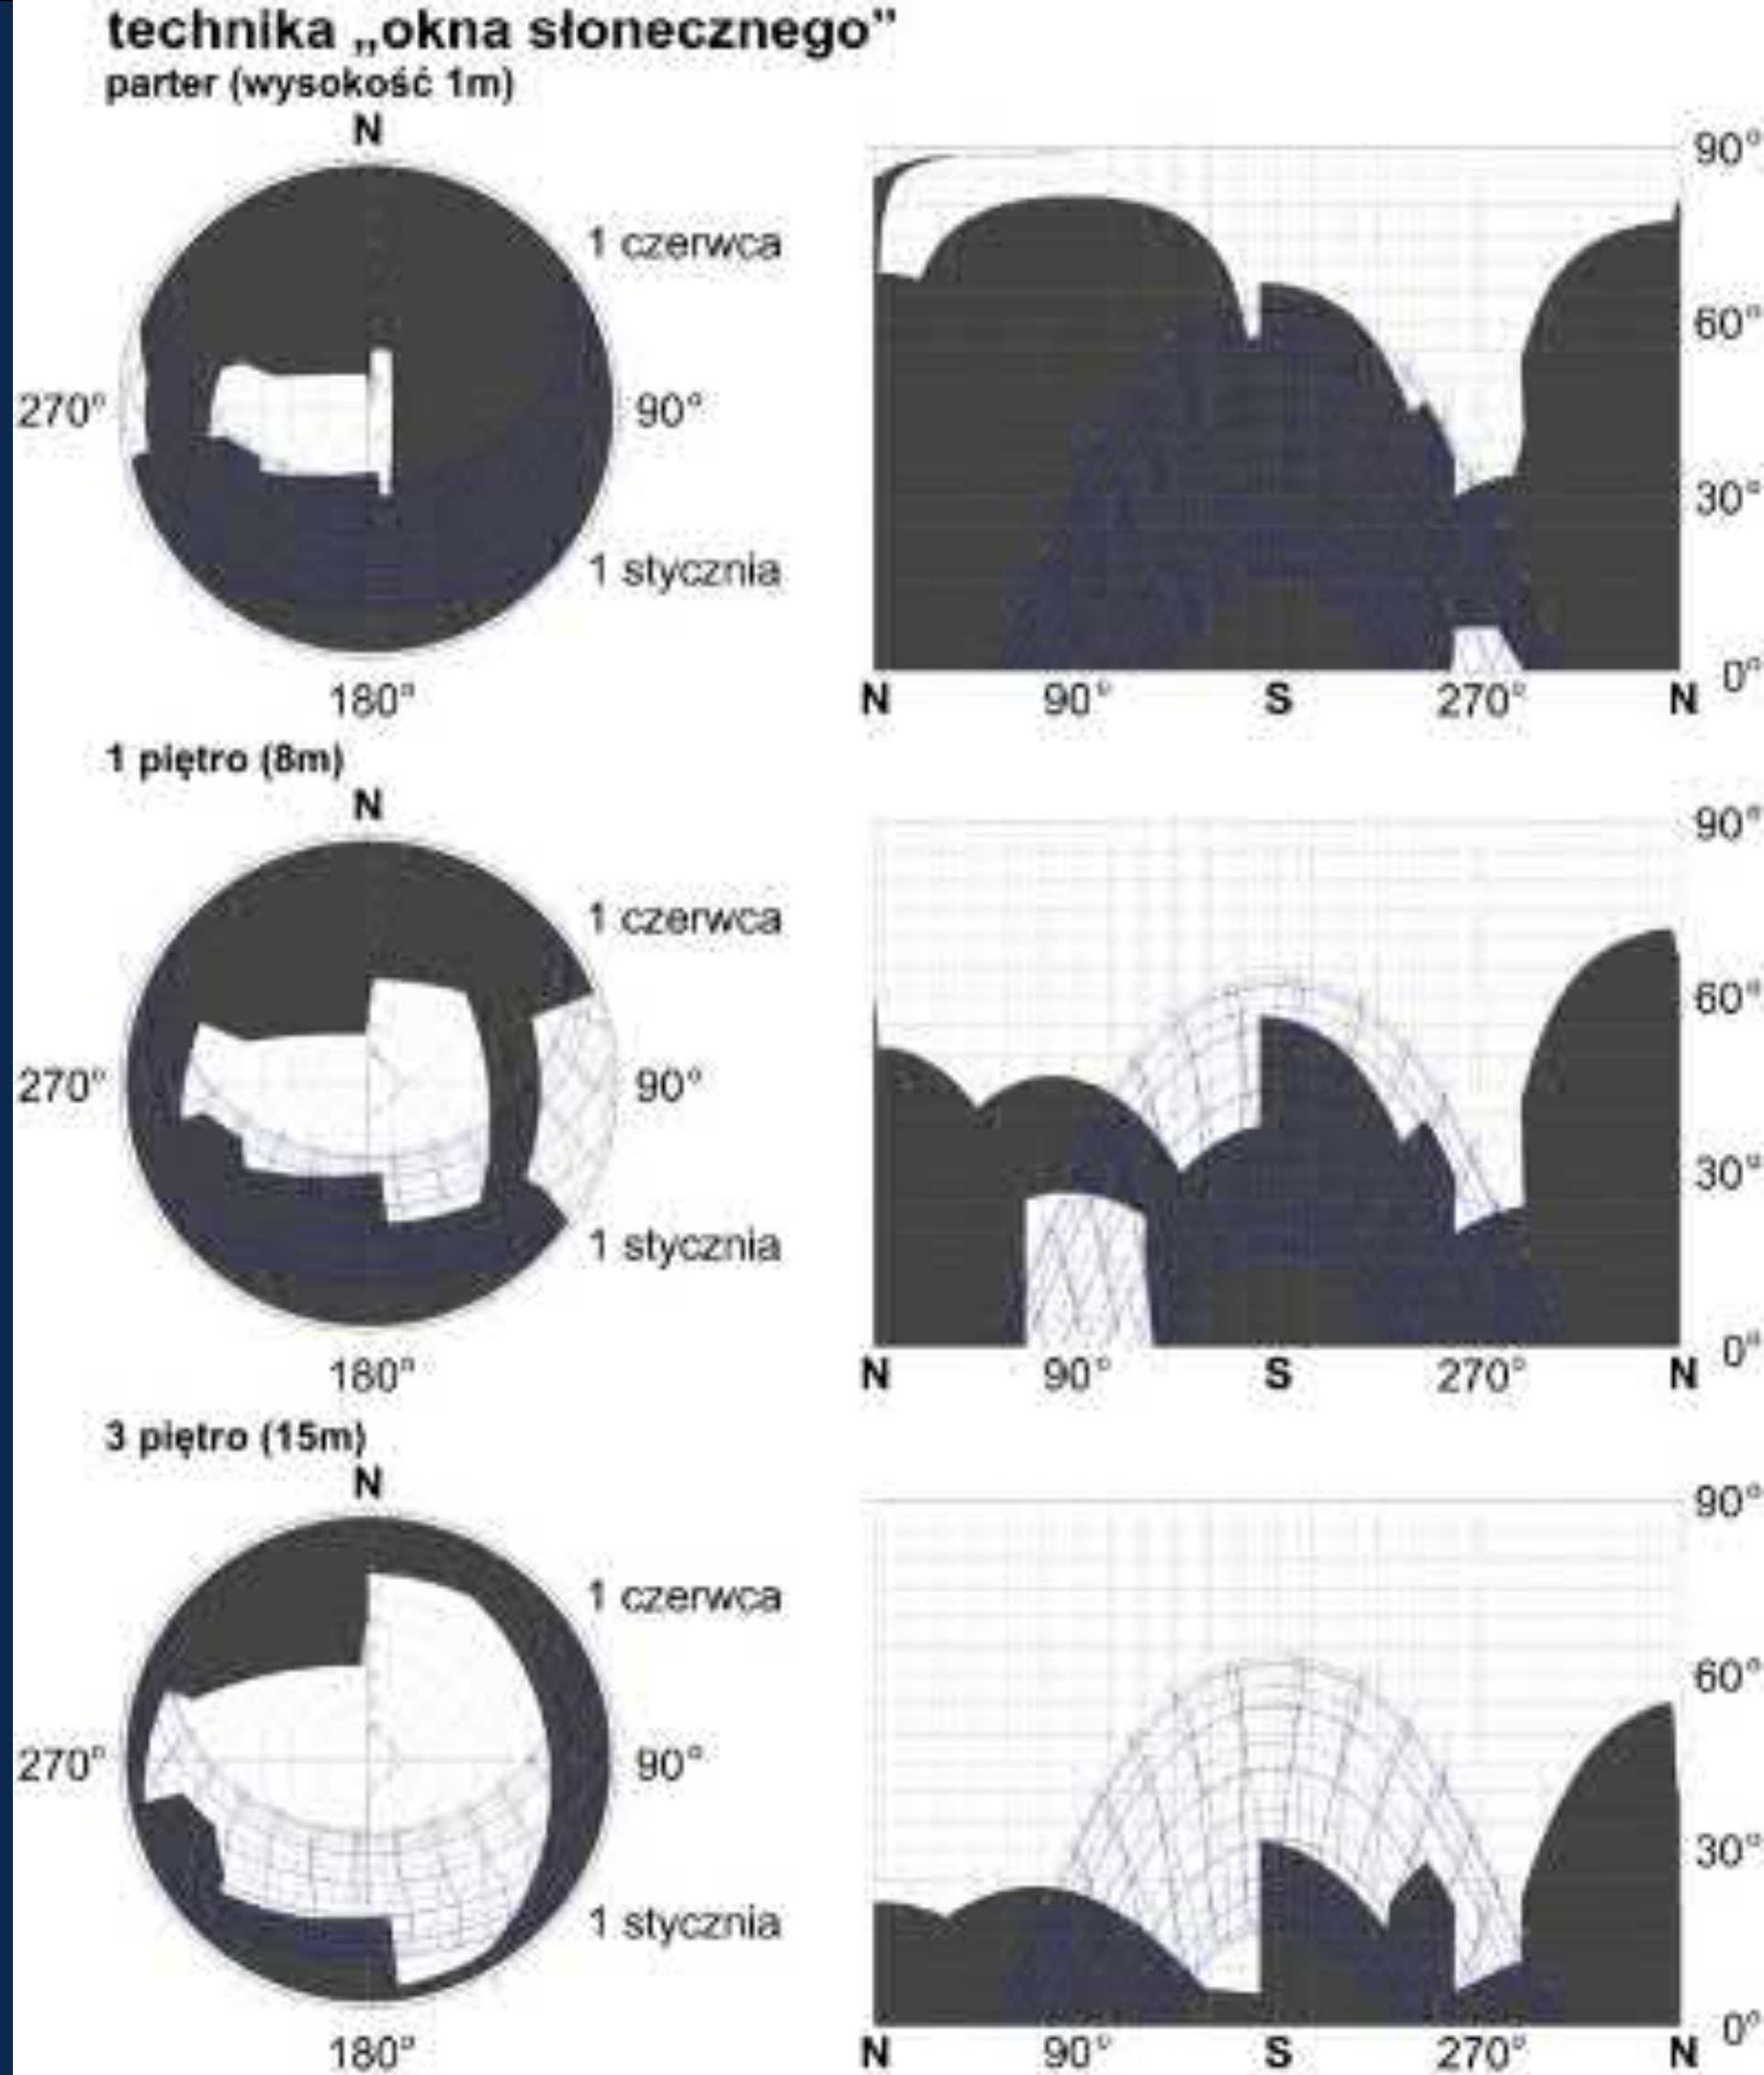 technika „okna słonecznego”
parter (wysokość 1m)
N
1 czerwca
270° 90°
1 stycznia
180°
90°
60°
30°
0°
N 90° S 270° N
1 piętro (8m)
N
1 czerwca
270° 90°
1 stycznia
180°
90°
60°
30°
0°
N 90° S 270° N
3 piętro (15m)
N
1 czerwca
270° 90°
1 stycznia
180°
90°
60°
30°
0°
N 90° S 270° N